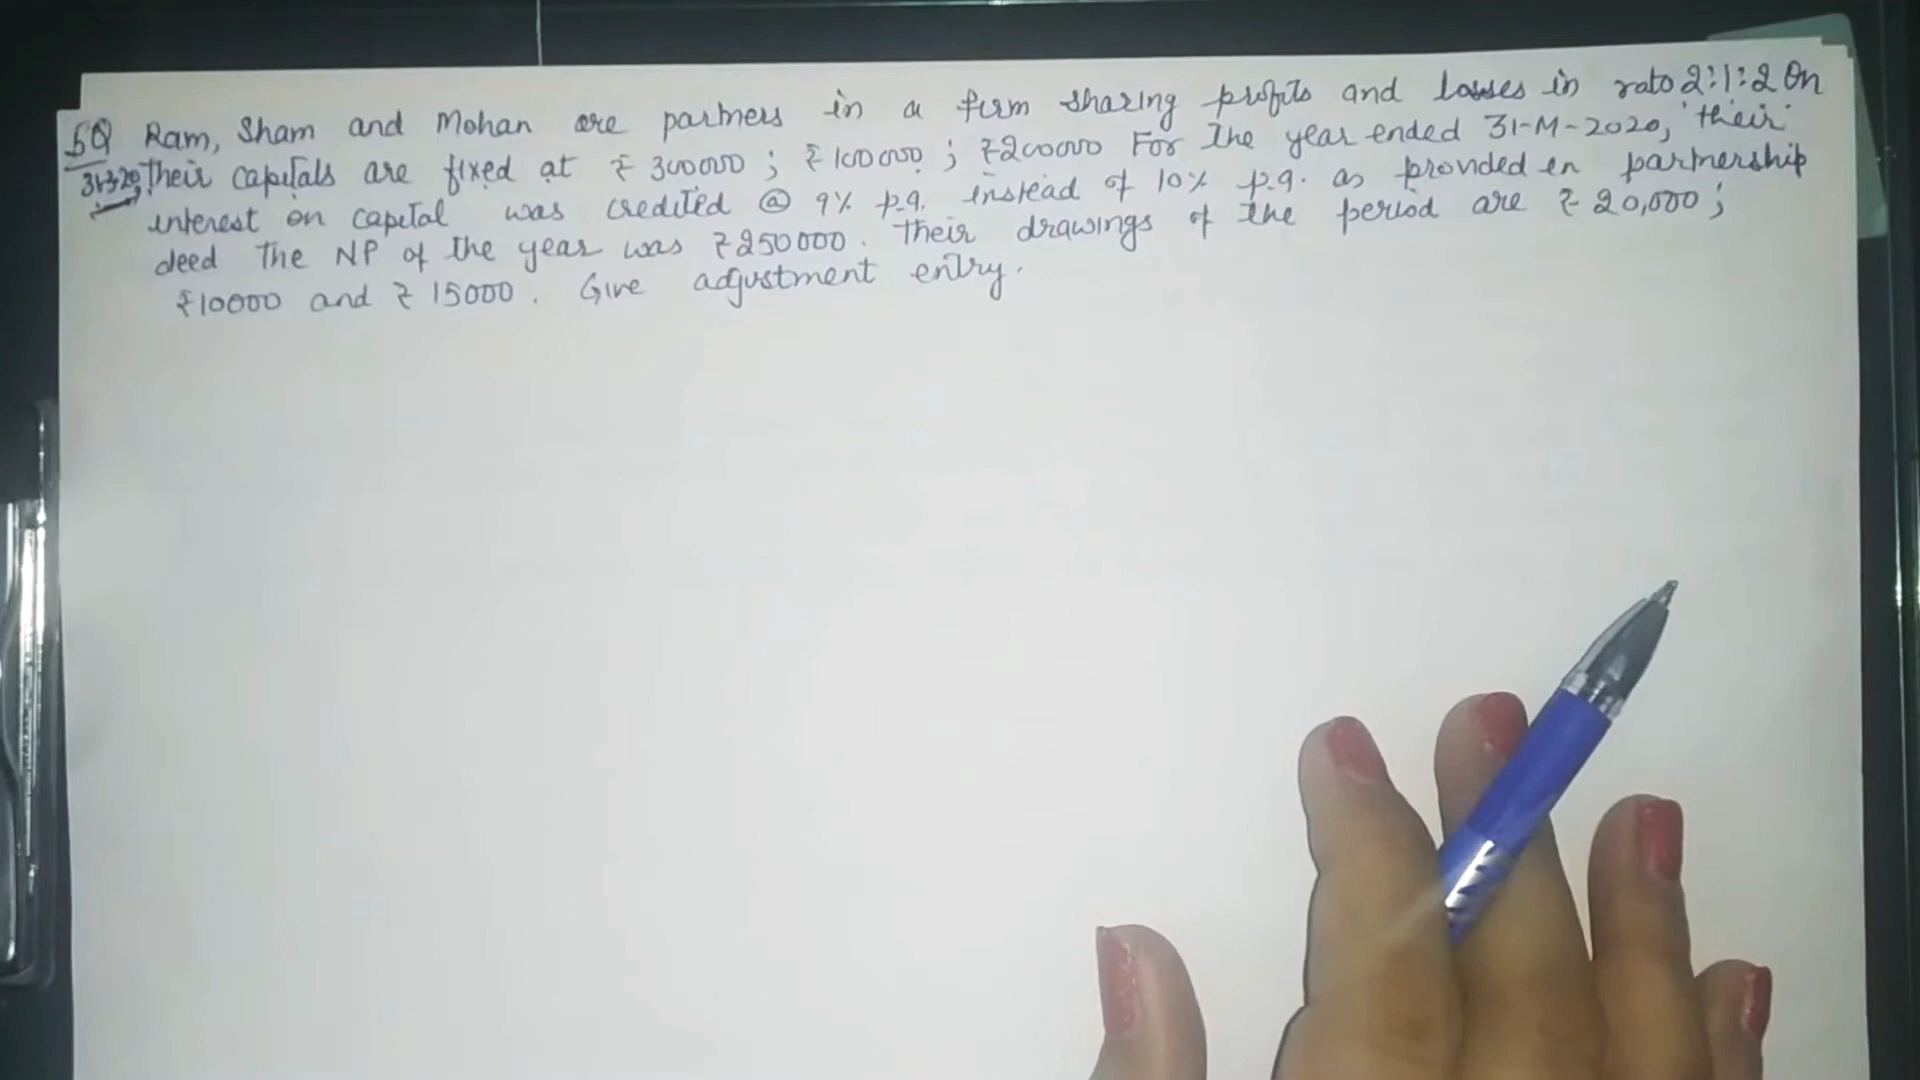 5Q Ram, Sham and Mohan are partners in a firm sharing profits and losses in rato 2:1:2 On
31-3-20, Their capitals are fixed at ₹ 300000 ; ₹ 100000 ; ₹200000 For the year ended 31-M-2020, their
interest on capital was credited @ 9% p.a. instead of 10% p.a. as provided in partnership
deed The NP of the year was ₹250000. Their drawings of the period are ₹ 20,000 ;
₹10000 and ₹ 15000. Give adjustment entry.